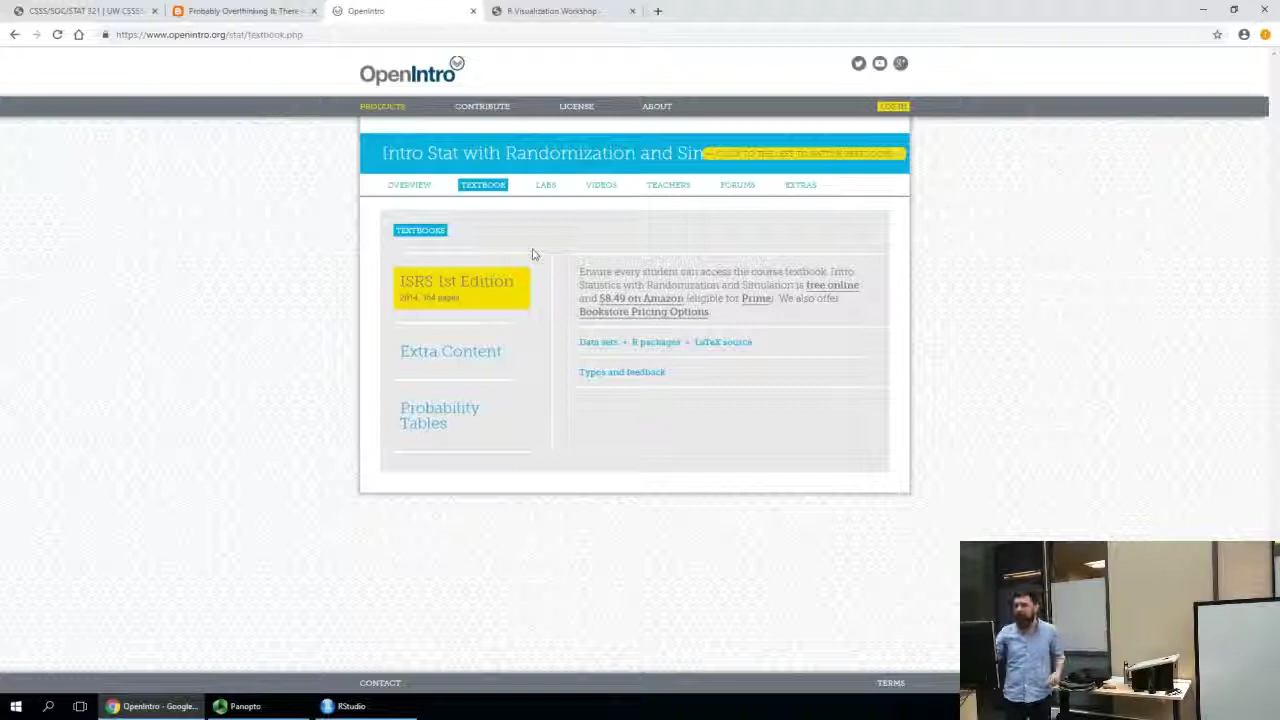 CSSS/SOC/STAT 321 | UW CSSS
Probably Overthinking It: There
OpenIntro
R Visualization Workshop
https://www.openintro.org/stat/textbook.php
OpenIntro
PRODUCTS
CONTRIBUTE
LICENSE
ABOUT
LOG IN
Intro Stat with Randomization and Sim
OVERVIEW
TEXTBOOK
LABS
VIDEOS
TEACHERS
FORUMS
EXTRAS
TEXTBOOKS
ISRS 1st Edition
2014, 354 pages
Extra Content
Probability
Tables
Ensure every student can access the course textbook. Intro
Statistics with Randomization and Simulation is free online
and $8.49 on Amazon (eligible for Prime). We also offer
Bookstore Pricing Options.
Data sets • R packages • LaTeX source
Typos and feedback
CONTACT
TERMS
OpenIntro - Google...
Panopto
RStudio